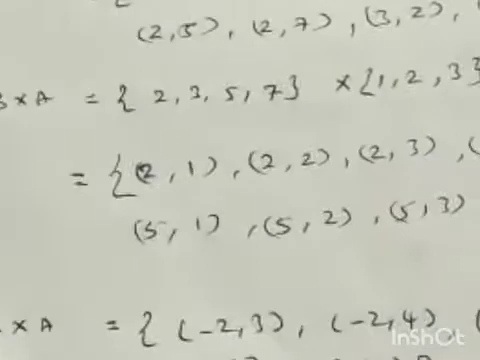 {
(2,5), (2,7), (3,2),
B × A = { 2, 3, 5, 7} × {1, 2, 3}
= { (2, 1), (2, 2), (2, 3), (
(5, 1), (5, 2), (5, 3)
× A = { (-2, 3), (-2, 4), (
InShot